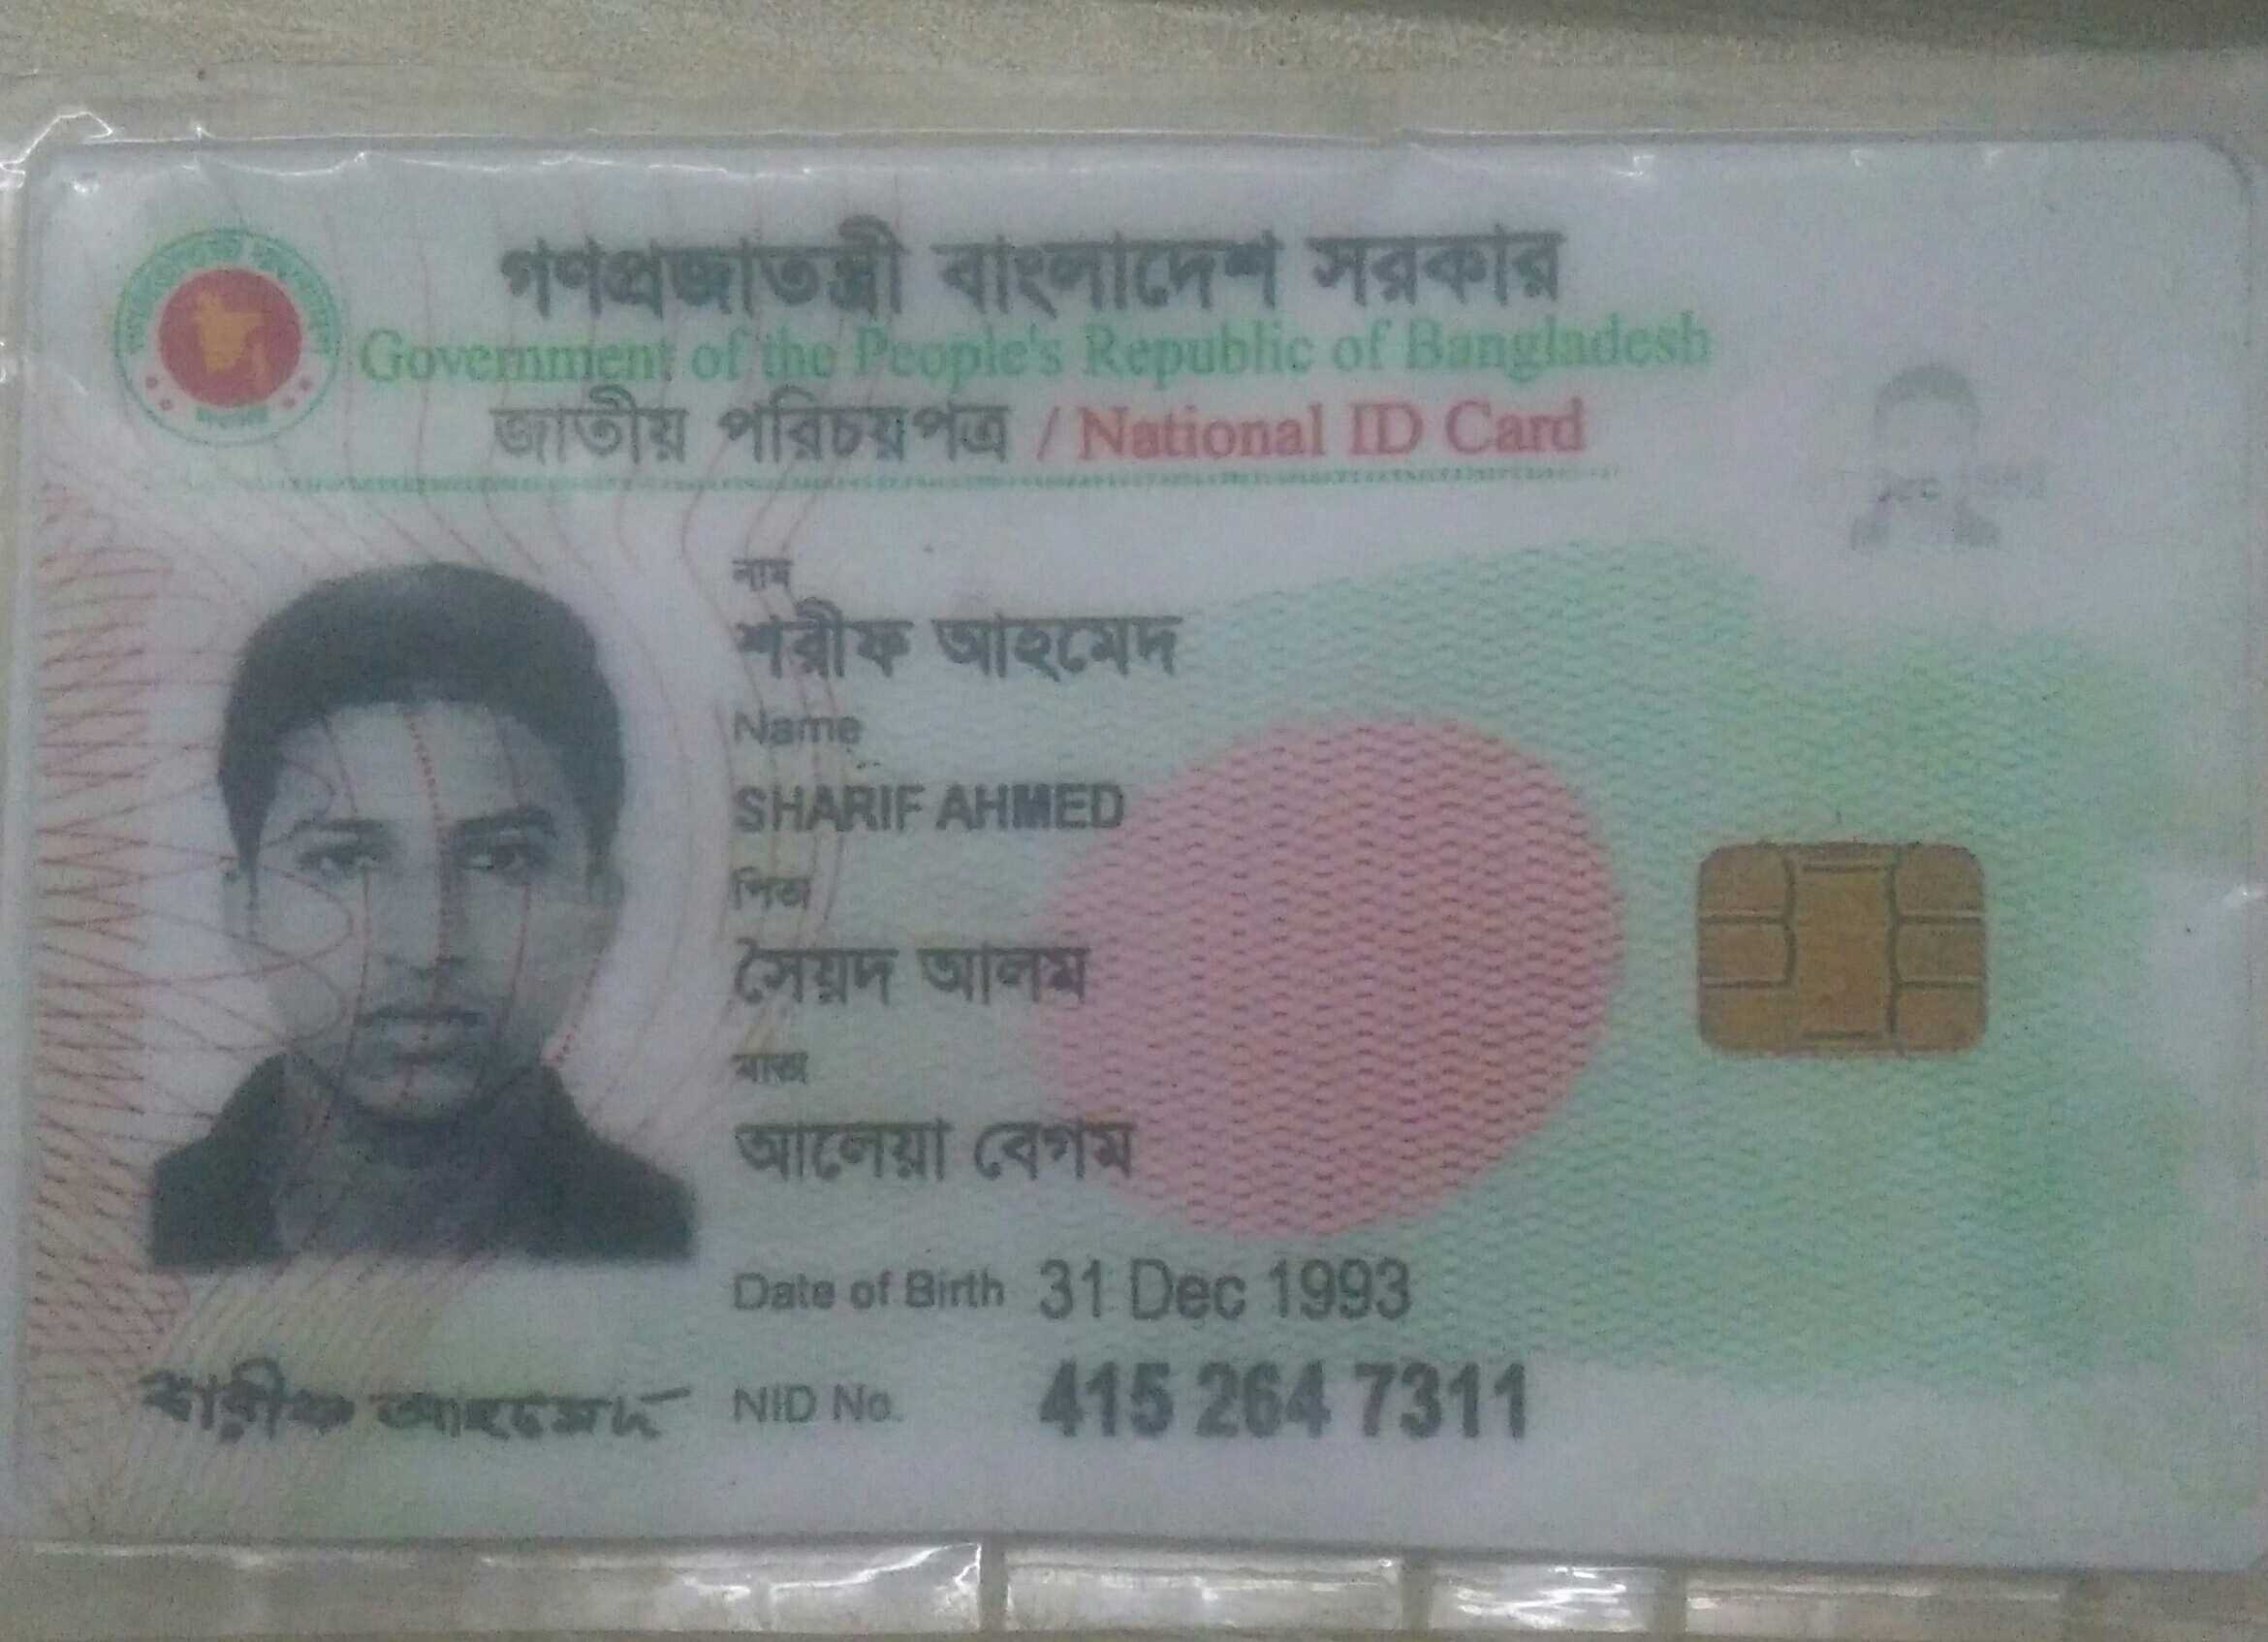 গণপ্রজাতন্ত্রী বাংলাদেশ সরকার
Government of the People's Republic of Bangladesh
জাতীয় পরিচয়পত্র / National ID Card
নাম
শরীফ আহমেদ
Name
SHARIF AHMED
পিতা
সৈয়দ আলম
মাতা
আলেয়া বেগম
Date of Birth 31 Dec 1993
শরীফ আহমেদ
NID No. 415 264 7311